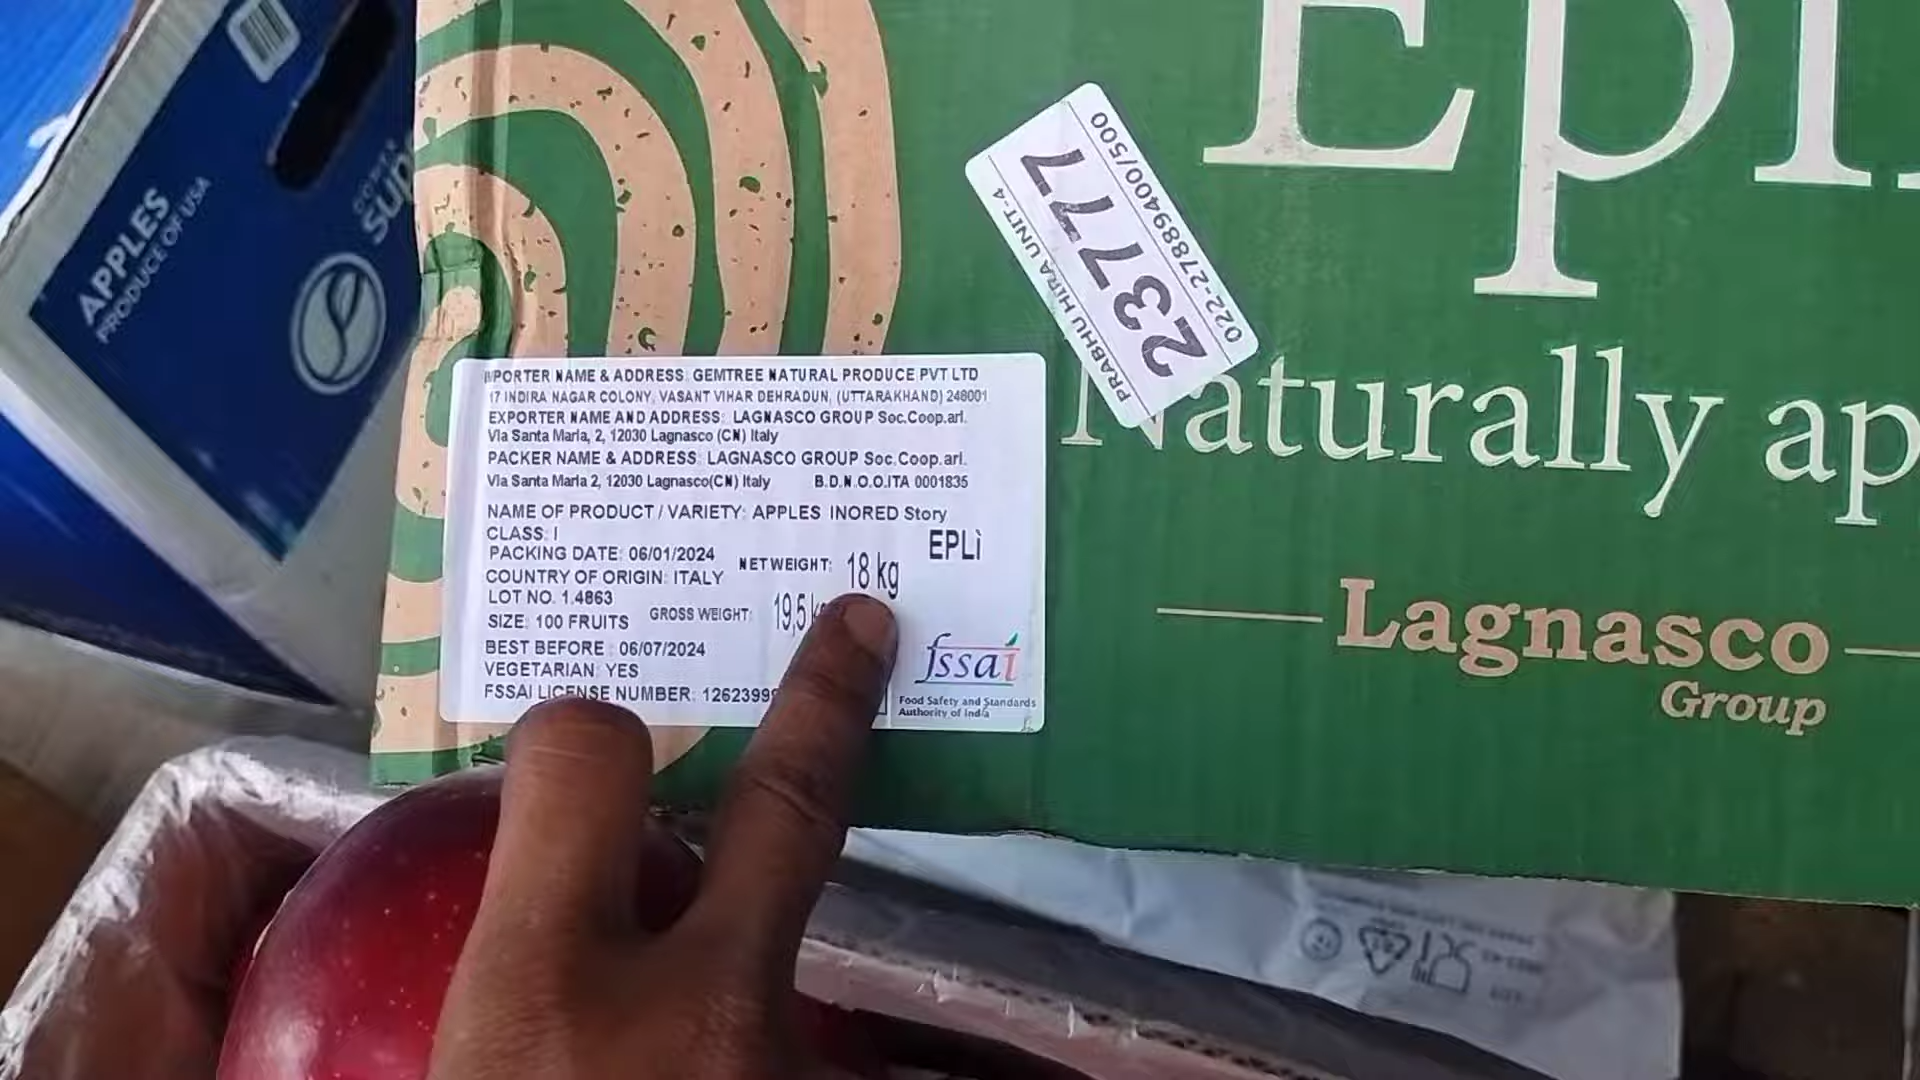 APPLES
PRODUCE OF USA
Epl
Naturally ap
Lagnasco
Group
PRABHU HIRA UNIT-4
23777
022-27889400/500
IMPORTER NAME & ADDRESS: GEMTREE NATURAL PRODUCE PVT LTD
17 INDIRA NAGAR COLONY, VASANT VIHAR DEHRADUN, (UTTARAKHAND) 248001
EXPORTER NAME AND ADDRESS: LAGNASCO GROUP Soc.Coop.arl.
Via Santa Maria, 2, 12030 Lagnasco (CN) Italy
PACKER NAME & ADDRESS: LAGNASCO GROUP Soc.Coop.arl.
Via Santa Maria 2, 12030 Lagnasco(CN) Italy B.D.N.O.O.ITA 0001835
NAME OF PRODUCT / VARIETY: APPLES INORED Story
CLASS: I
EPLì
PACKING DATE: 06/01/2024
NET WEIGHT: 18 kg
COUNTRY OF ORIGIN: ITALY
LOT NO. 1.4863
SIZE: 100 FRUITS GROSS WEIGHT: 19,5 k
BEST BEFORE : 06/07/2024
VEGETARIAN: YES
FSSAI LICENSE NUMBER: 1262399
fssai
Food Safety and Standards
Authority of India